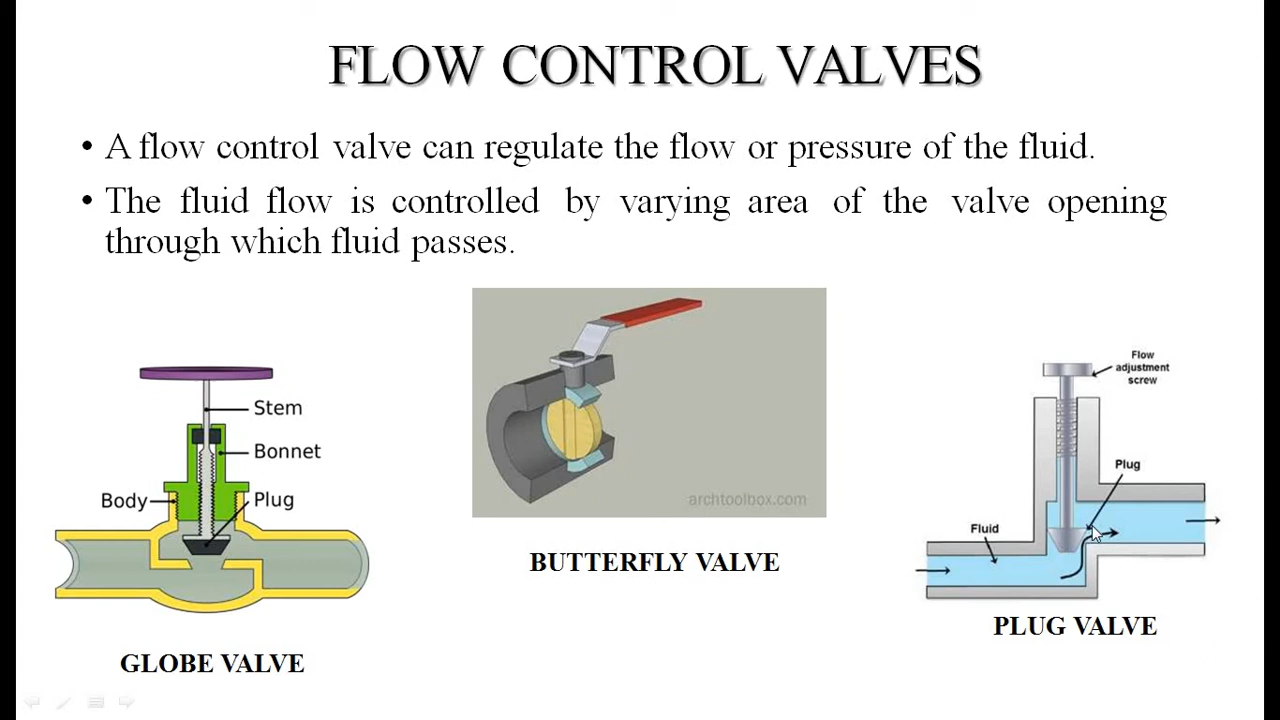 FLOW CONTROL VALVES
• A flow control valve can regulate the flow or pressure of the fluid.
• The fluid flow is controlled by varying area of the valve opening
through which fluid passes.
Stem
Bonnet
Body
Plug
GLOBE VALVE
archtoolbox.com
BUTTERFLY VALVE
Flow
adjustment
screw
Plug
Fluid
PLUG VALVE